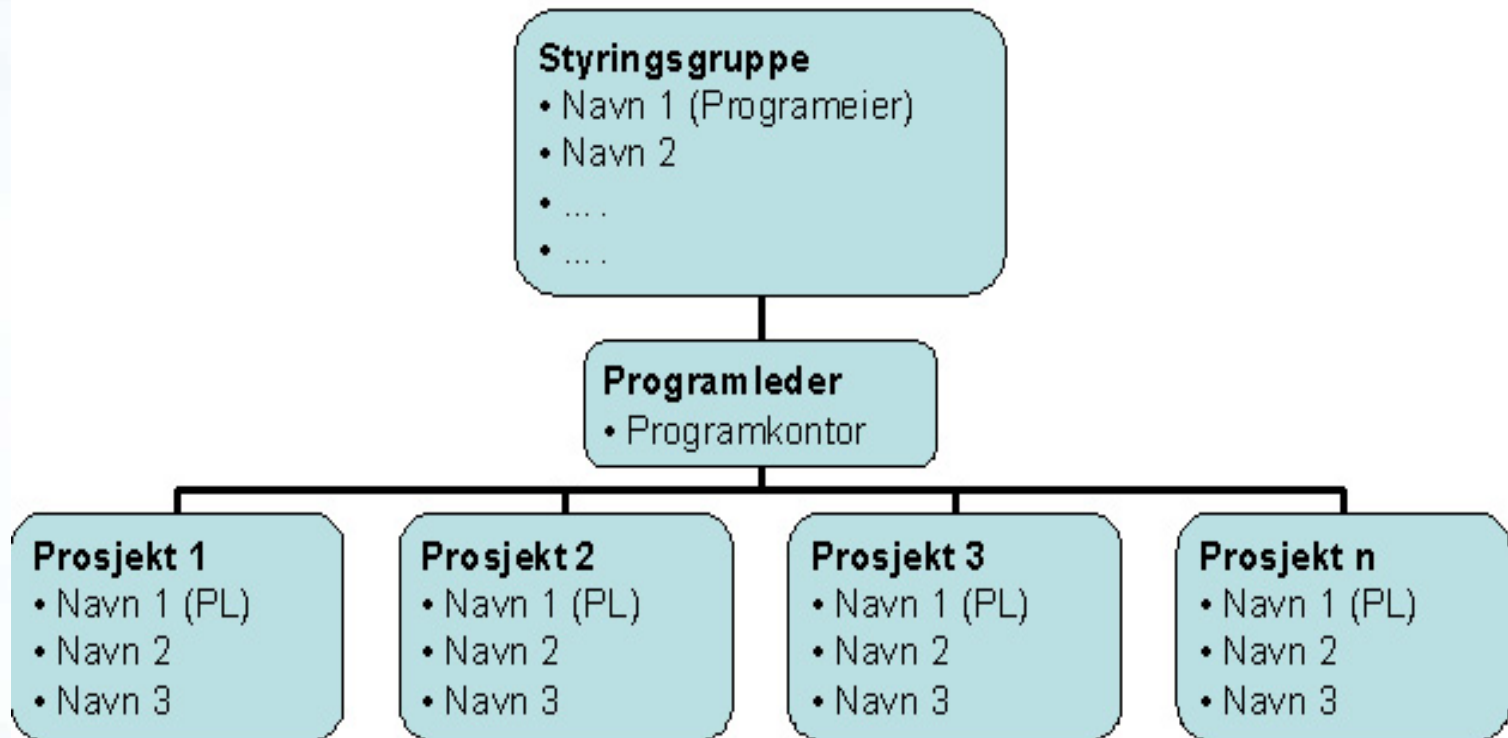 Styringsgruppe
• Navn 1 (Programeier)
• Navn 2
• ... .
• ... .
Programleder
• Programkontor
Prosjekt 1
• Navn 1 (PL)
• Navn 2
• Navn 3
Prosjekt 2
• Navn 1 (PL)
• Navn 2
• Navn 3
Prosjekt 3
• Navn 1 (PL)
• Navn 2
• Navn 3
Prosjekt n
• Navn 1 (PL)
• Navn 2
• Navn 3